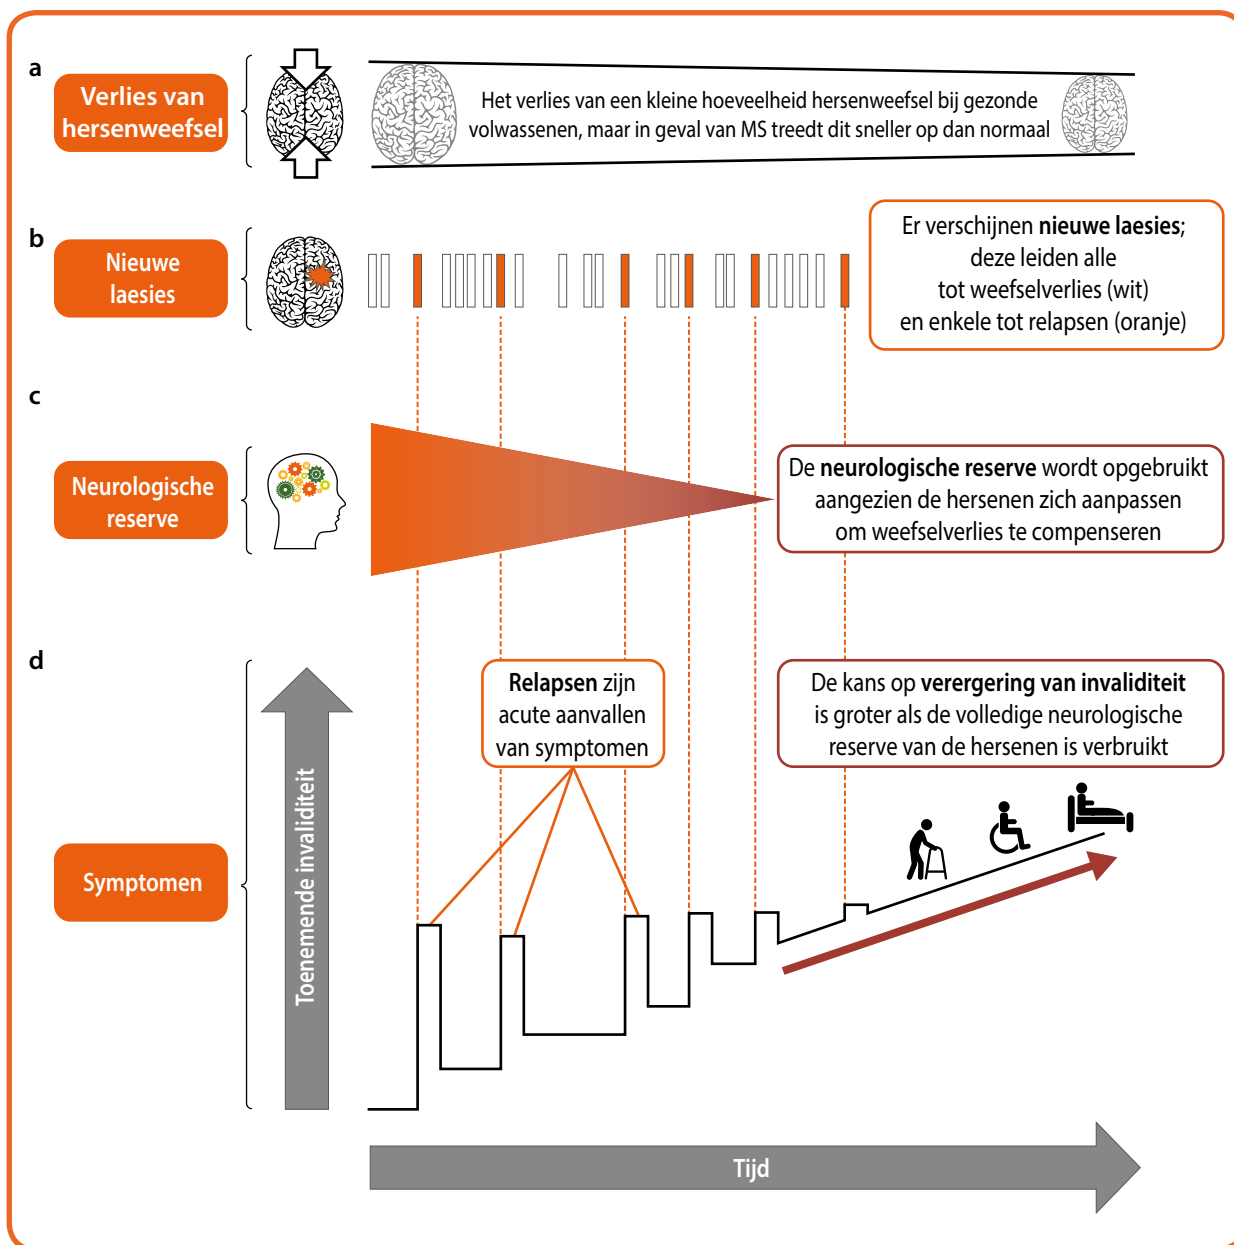 a
Verlies van
hersenweefsel
Het verlies van een kleine hoeveelheid hersenweefsel bij gezonde
volwassenen, maar in geval van MS treedt dit sneller op dan normaal
b
Nieuwe
laesies
Er verschijnen nieuwe laesies;
deze leiden alle
tot weefselverlies (wit)
en enkele tot relapsen (oranje)
c
Neurologische
reserve
De neurologische reserve wordt opgebruikt
aangezien de hersenen zich aanpassen
om weefselverlies te compenseren
d
Symptomen
Toenemende invaliditeit
Relapsen zijn
acute aanvallen
van symptomen
De kans op verergering van invaliditeit
is groter als de volledige neurologische
reserve van de hersenen is verbruikt
Tijd